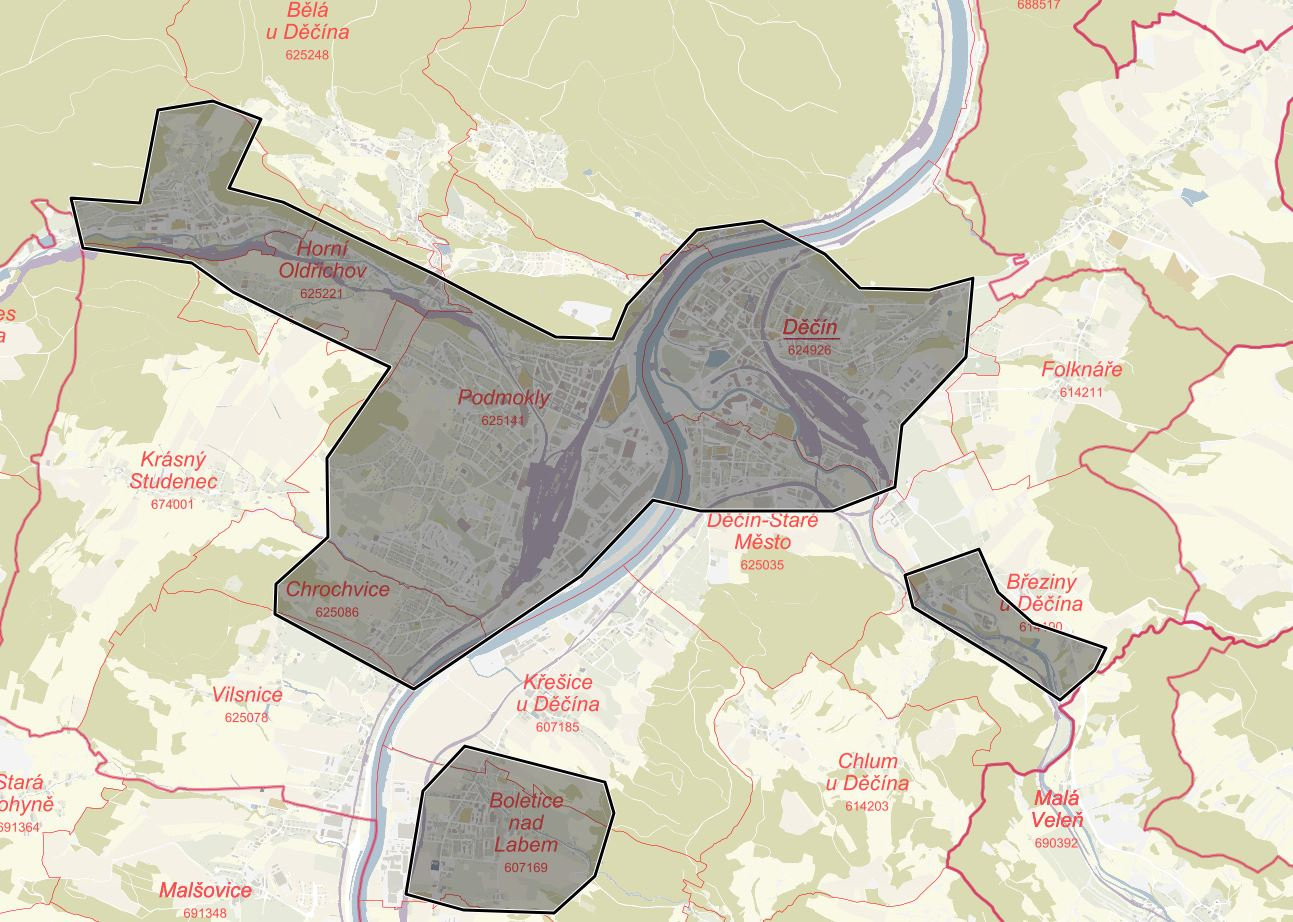 688517
Bělá
u Děčína
625248
Horní
Oldřichov
625221
Děčín
624926
Folknáře
614211
Podmokly
625141
Krásný
Studenec
674001
Děčín-Staré
Město
625035
Chrochvice
625086
Březiny
u Děčína
Vilsnice
625078
Křešice
u Děčína
607185
Chlum
u Děčína
614203
Stará
691364
Boletice
nad
Labem
607169
Malá
Veleň
690392
Malšovice
691348